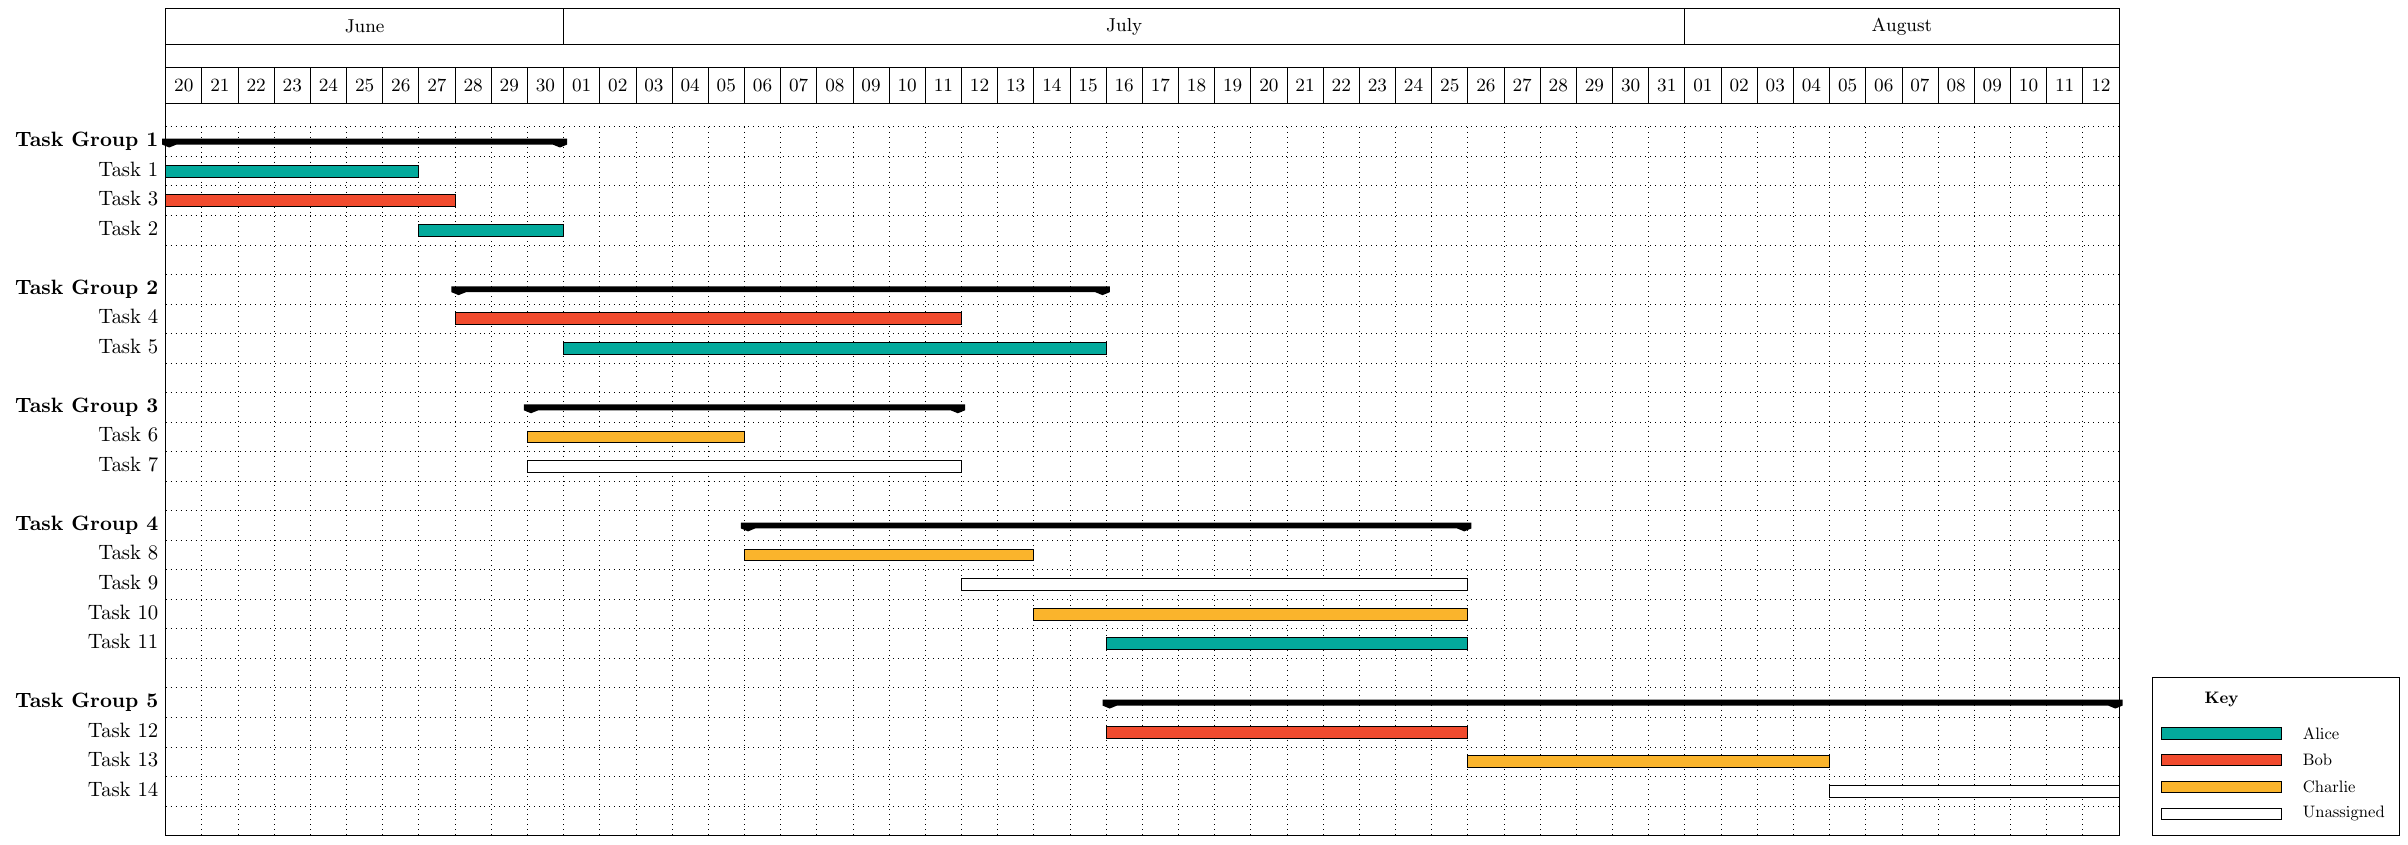 June July August
20 21 22 23 24 25 26 27 28 29 30 01 02 03 04 05 06 07 08 09 10 11 12 13 14 15 16 17 18 19 20 21 22 23 24 25 26 27 28 29 30 31 01 02 03 04 05 06 07 08 09 10 11 12
Task Group 1
Task 1
Task 3
Task 2
Task Group 2
Task 4
Task 5
Task Group 3
Task 6
Task 7
Task Group 4
Task 8
Task 9
Task 10
Task 11
Task Group 5
Task 12
Task 13
Task 14
Key
Alice
Bob
Charlie
Unassigned